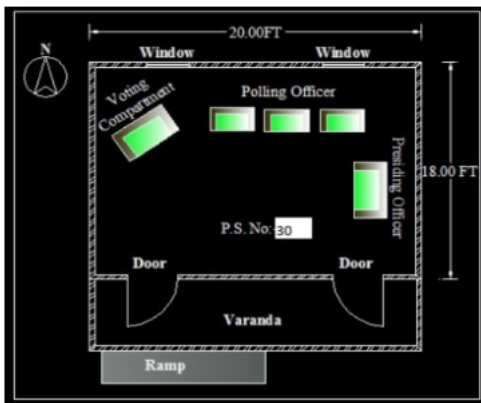 20.00FT
N
Window
Window
Voting
Compartment
Polling Officer
18.00 FT
Presiding Officer
P.S. No:-30
Door
Door
Varanda
Ramp